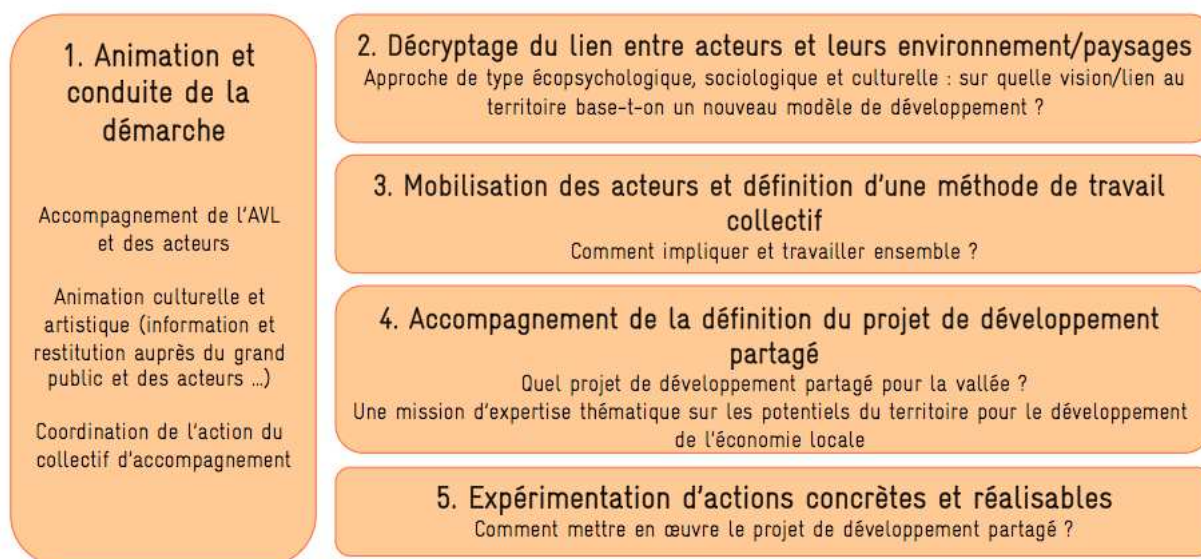 1. Animation et
conduite de la
démarche
Accompagnement de l'AVL
et des acteurs
Animation culturelle et
artistique (information et
restitution auprès du grand
public et des acteurs ...)
Coordination de l'action du
collectif d'accompagnement
2. Décryptage du lien entre acteurs et leurs environnement/paysages
Approche de type écopsychologique, sociologique et culturelle : sur quelle vision/lien au
territoire base-t-on un nouveau modèle de développement ?
3. Mobilisation des acteurs et définition d'une méthode de travail
collectif
Comment impliquer et travailler ensemble ?
4. Accompagnement de la définition du projet de développement
partagé
Quel projet de développement partagé pour la vallée ?
Une mission d'expertise thématique sur les potentiels du territoire pour le développement
de l'économie locale
5. Expérimentation d'actions concrètes et réalisables
Comment mettre en œuvre le projet de développement partagé ?